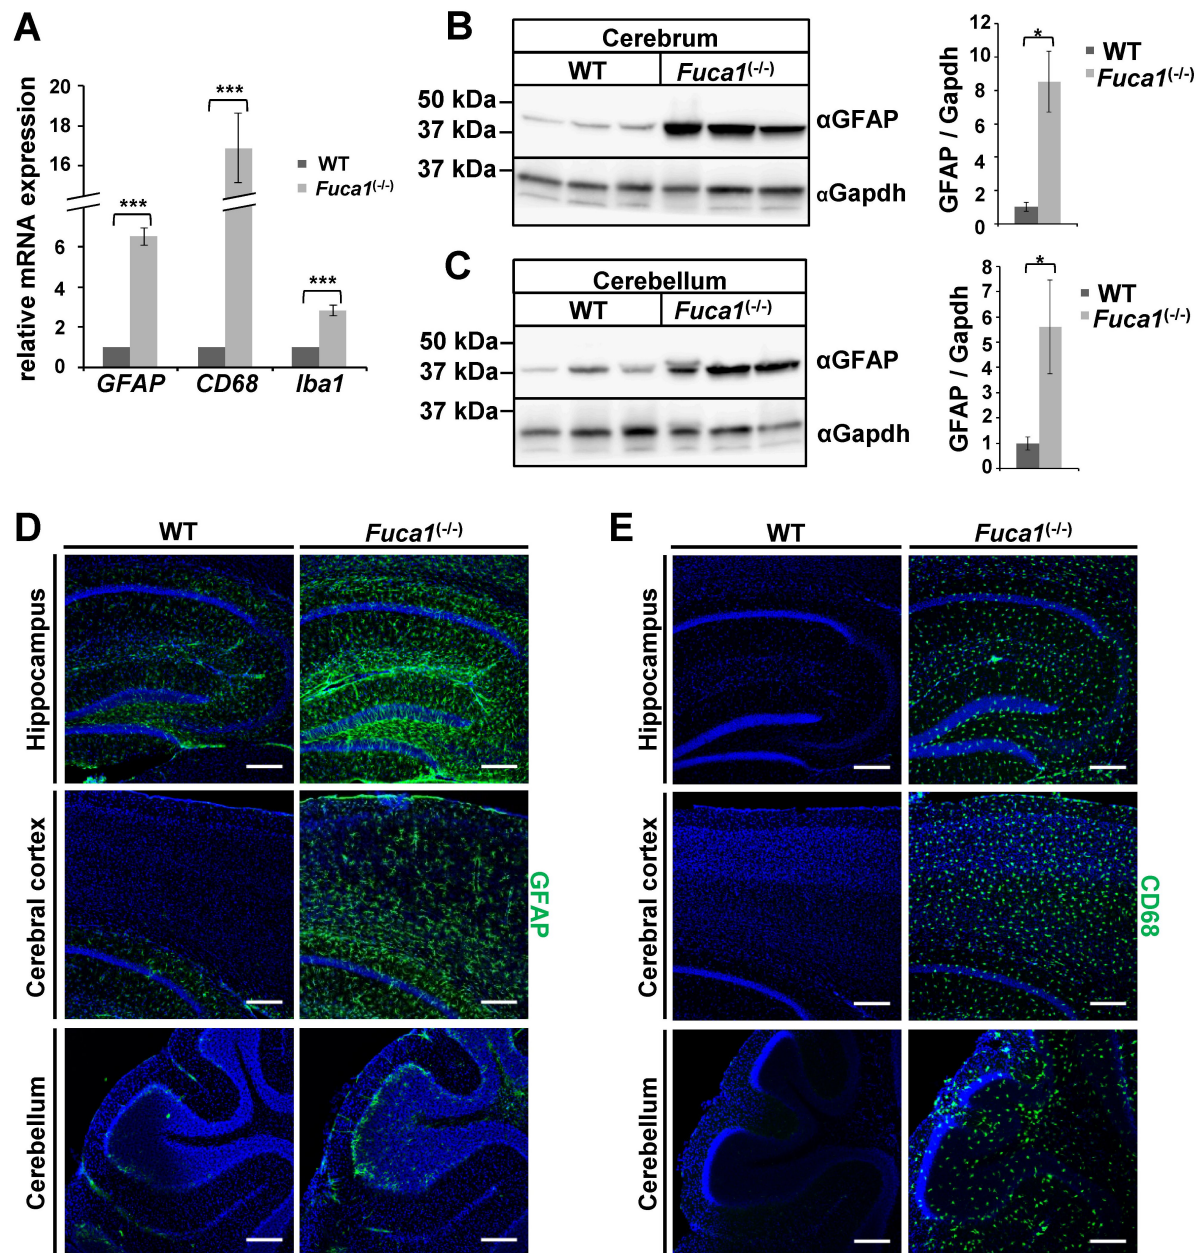 A
relative mRNA expression
20
18
16
6
4
2
0
***
***
***
GFAP CD68 Iba1
WT
Fuca1(-/-)
B
Cerebrum
WT Fuca1(-/-)
50 kDa
37 kDa
37 kDa
αGFAP
αGapdh
GFAP / Gapdh
12
10
8
6
4
2
0
*
WT
Fuca1(-/-)
C
Cerebellum
WT Fuca1(-/-)
50 kDa
37 kDa
37 kDa
αGFAP
αGapdh
GFAP / Gapdh
8
7
6
5
4
3
2
1
0
*
WT
Fuca1(-/-)
D
WT Fuca1(-/-)
Hippocampus
Cerebral cortex
Cerebellum
GFAP
E
WT Fuca1(-/-)
Hippocampus
Cerebral cortex
Cerebellum
CD68